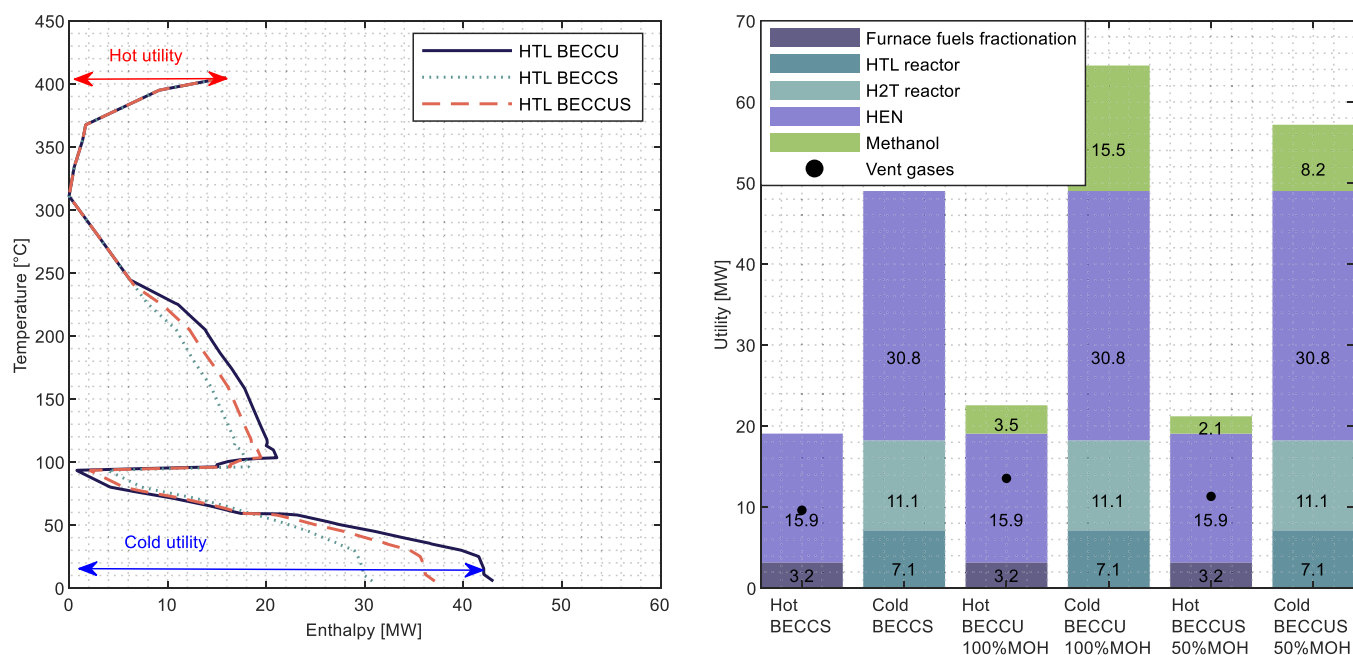 450
400
350
300
250
200
150
100
50
0
Temperature [°C]
0
10
20
30
40
50
60
Enthalpy [MW]
Hot utility
Cold utility
HTL BECCU
HTL BECCS
HTL BECCUS
70
60
50
40
30
20
10
0
Utility [MW]
Furnace fuels fractionation
HTL reactor
H2T reactor
HEN
Methanol
Vent gases
15.9
3.2
30.8
11.1
7.1
3.5
15.9
3.2
15.5
30.8
11.1
7.1
2.1
15.9
3.2
8.2
30.8
11.1
7.1
Hot
BECCS
Cold
BECCS
Hot
BECCU
100%MOH
Cold
BECCU
100%MOH
Hot
BECCUS
50%MOH
Cold
BECCUS
50%MOH